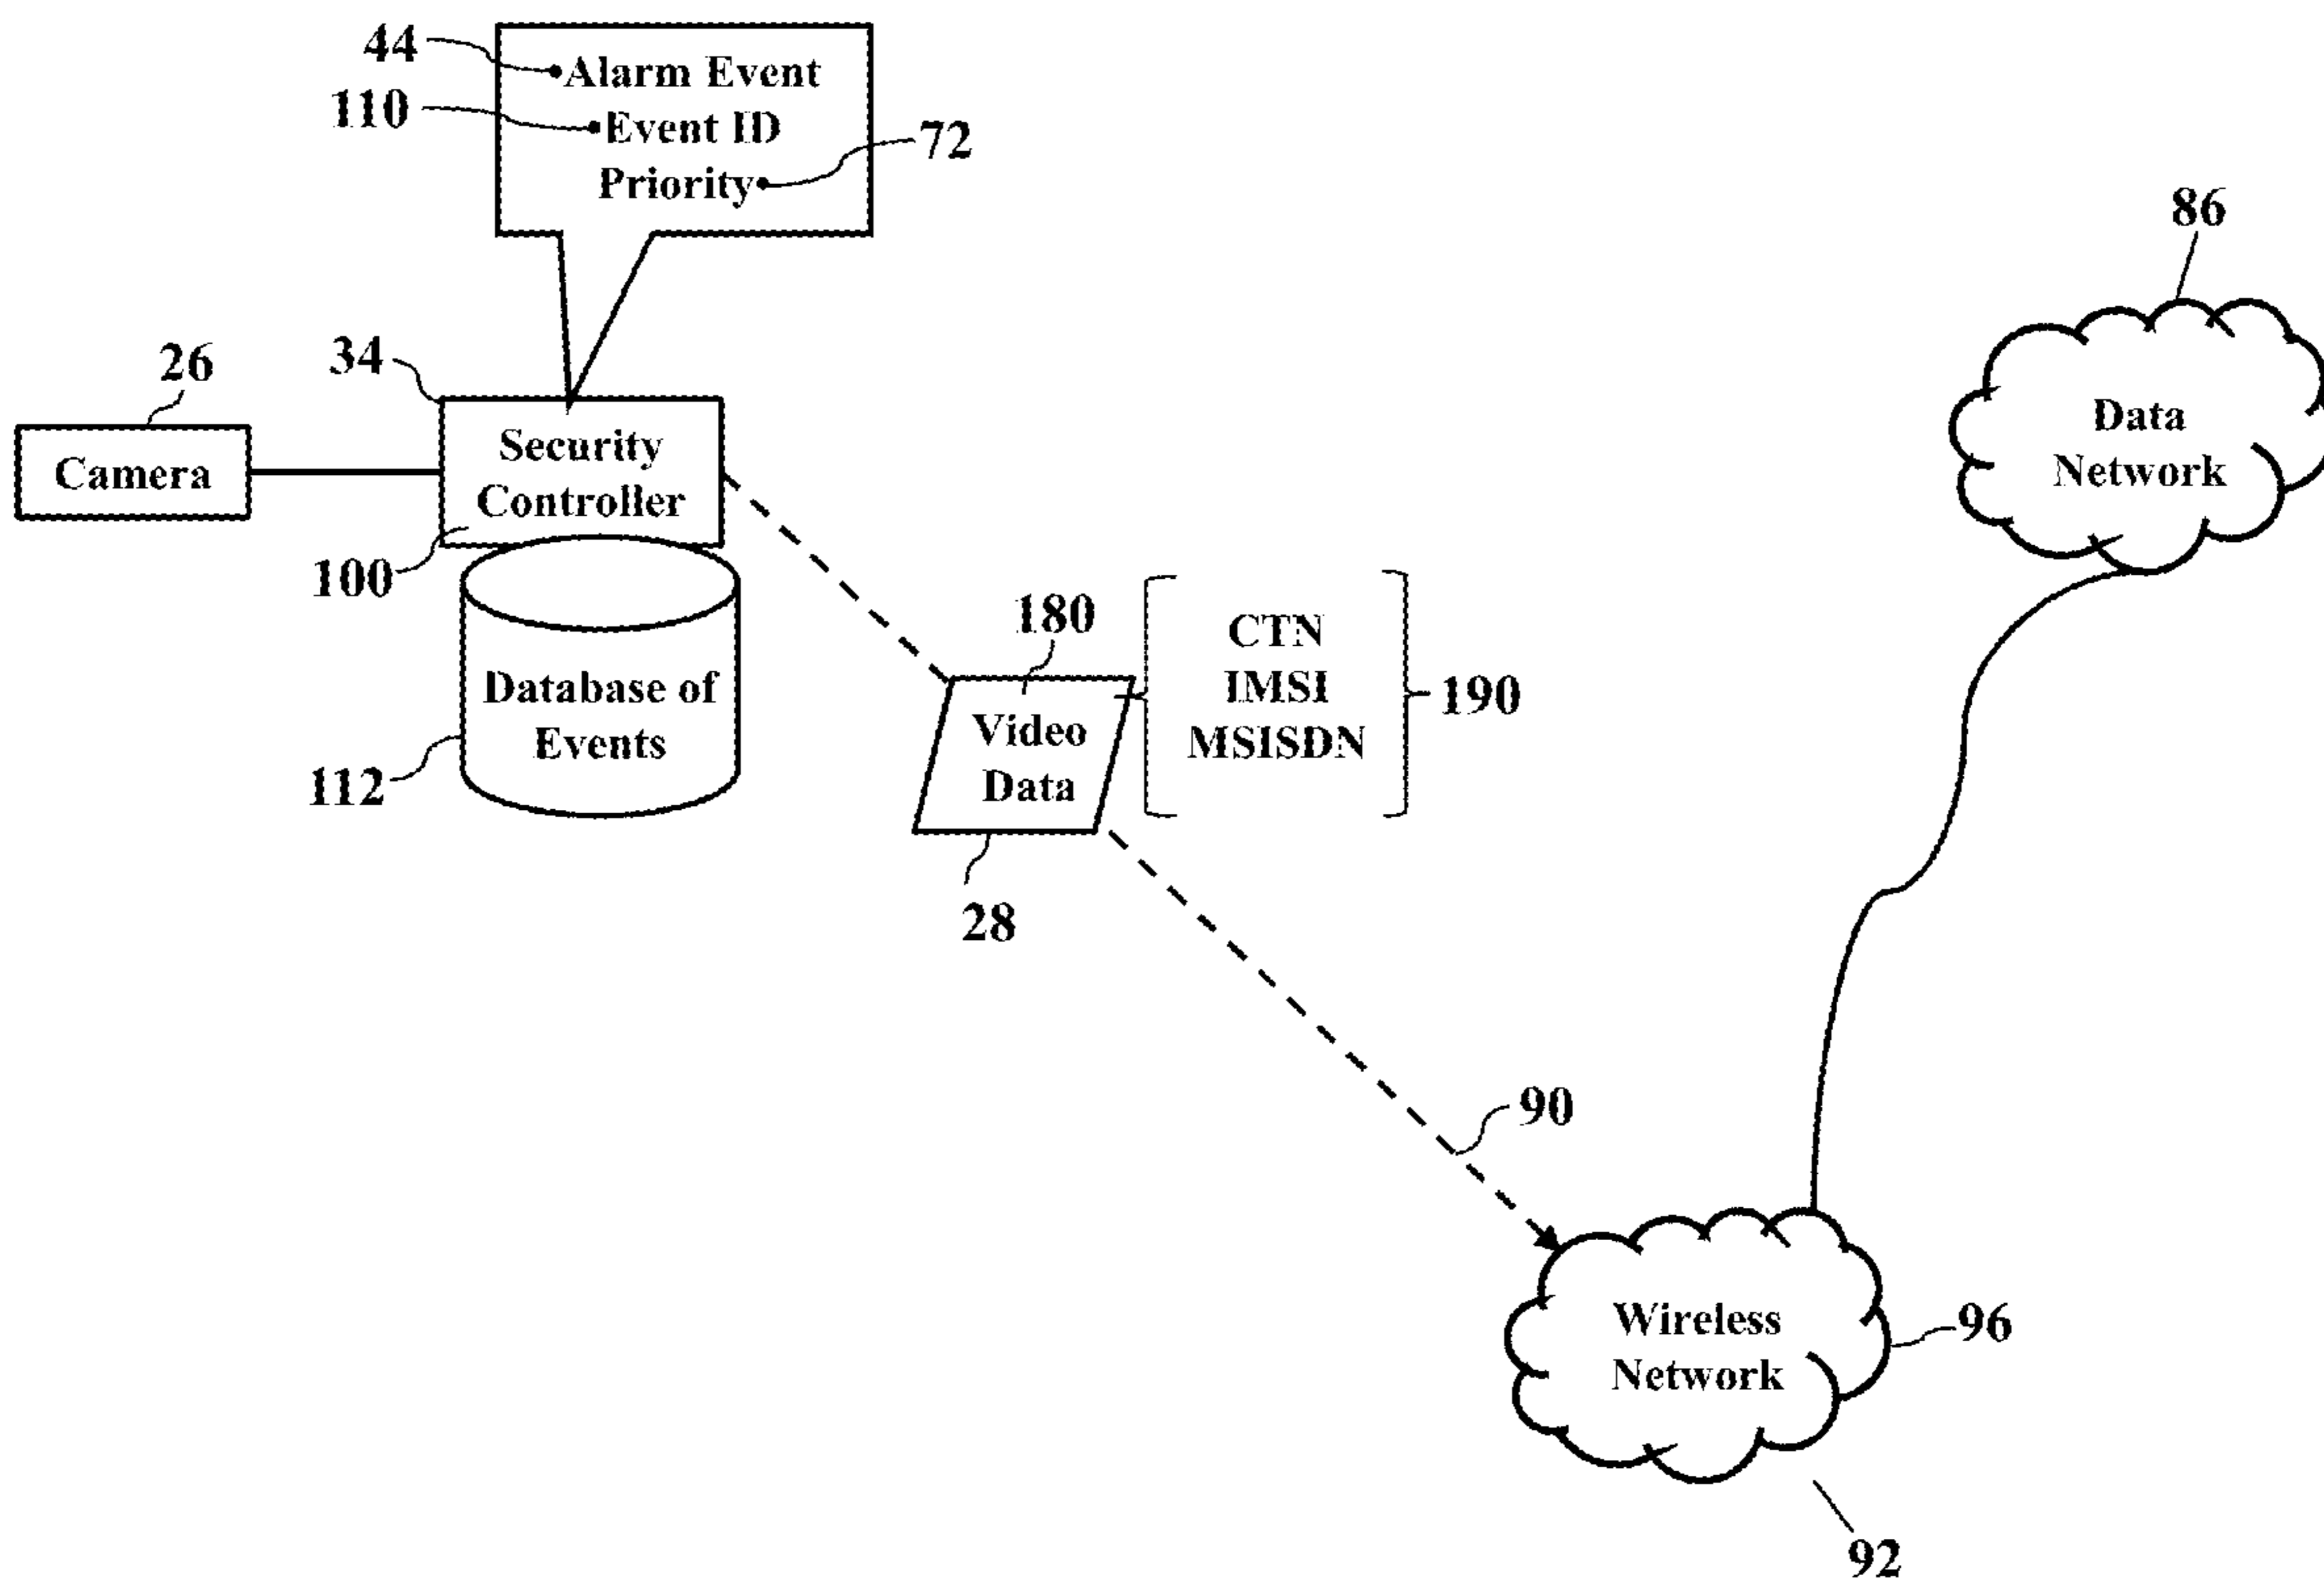 44
Alarm Event
110
Event ID
72
Priority
86
26
34
Data
Network
Camera
Security
Controller
100
180
CTN
IMSI
MSISDN
190
Database of
Events
Video
Data
112
28
90
Wireless
Network
96
92